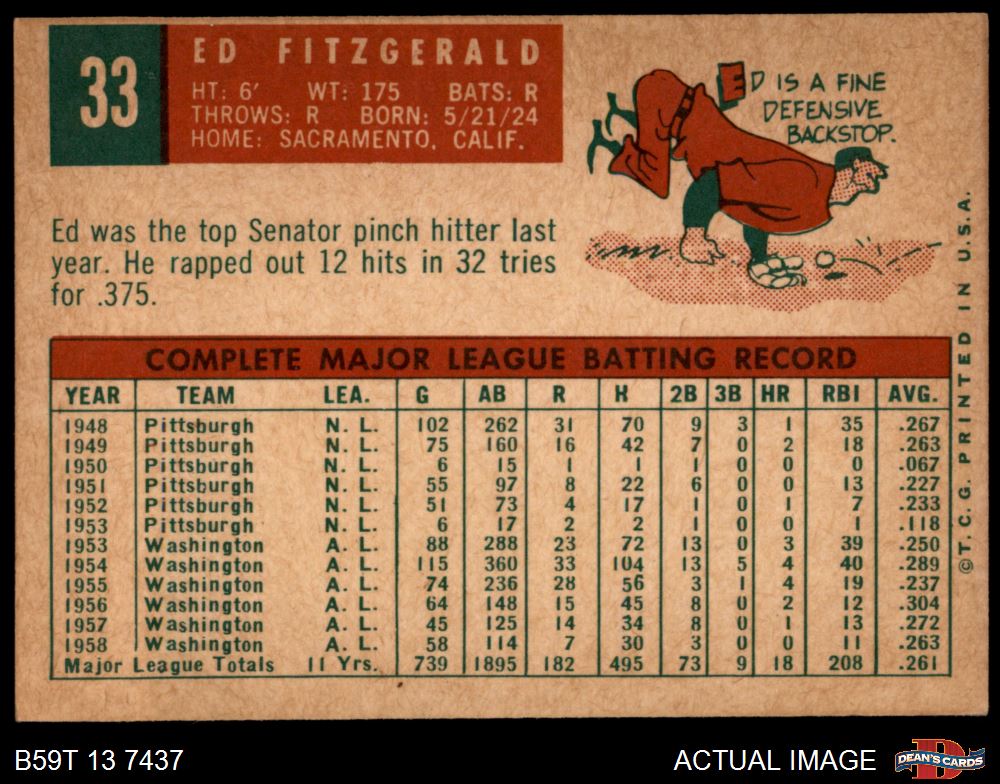 33
ED FITZGERALD
HT: 6' WT: 175 BATS: R
THROWS: R BORN: 5/21/24
HOME: SACRAMENTO, CALIF.
ED IS A FINE
DEFENSIVE
BACKSTOP.
Ed was the top Senator pinch hitter last
year. He rapped out 12 hits in 32 tries
for .375.
COMPLETE MAJOR LEAGUE BATTING RECORD
YEAR TEAM LEA. G AB R H 2B 3B HR RBI AVG.
1948 Pittsburgh N. L. 102 262 31 70 9 3 1 35 .267
1949 Pittsburgh N. L. 75 160 16 42 7 0 2 18 .263
1950 Pittsburgh N. L. 6 15 1 1 1 0 0 0 .067
1951 Pittsburgh N. L. 55 97 8 22 6 0 0 13 .227
1952 Pittsburgh N. L. 51 73 4 17 1 0 1 7 .233
1953 Pittsburgh N. L. 6 17 2 2 1 0 0 1 .118
1953 Washington A. L. 88 288 23 72 13 0 3 39 .250
1954 Washington A. L. 115 360 33 104 13 5 4 40 .289
1955 Washington A. L. 74 236 28 56 3 1 4 19 .237
1956 Washington A. L. 64 148 15 45 8 0 2 12 .304
1957 Washington A. L. 45 125 14 34 8 0 1 13 .272
1958 Washington A. L. 58 114 7 30 3 0 0 11 .263
Major League Totals 11 Yrs. 739 1895 182 495 73 9 18 208 .261
©T. C. G. PRINTED IN U.S.A.
B59T 13 7437
ACTUAL IMAGE
D
DEAN'S CARDS